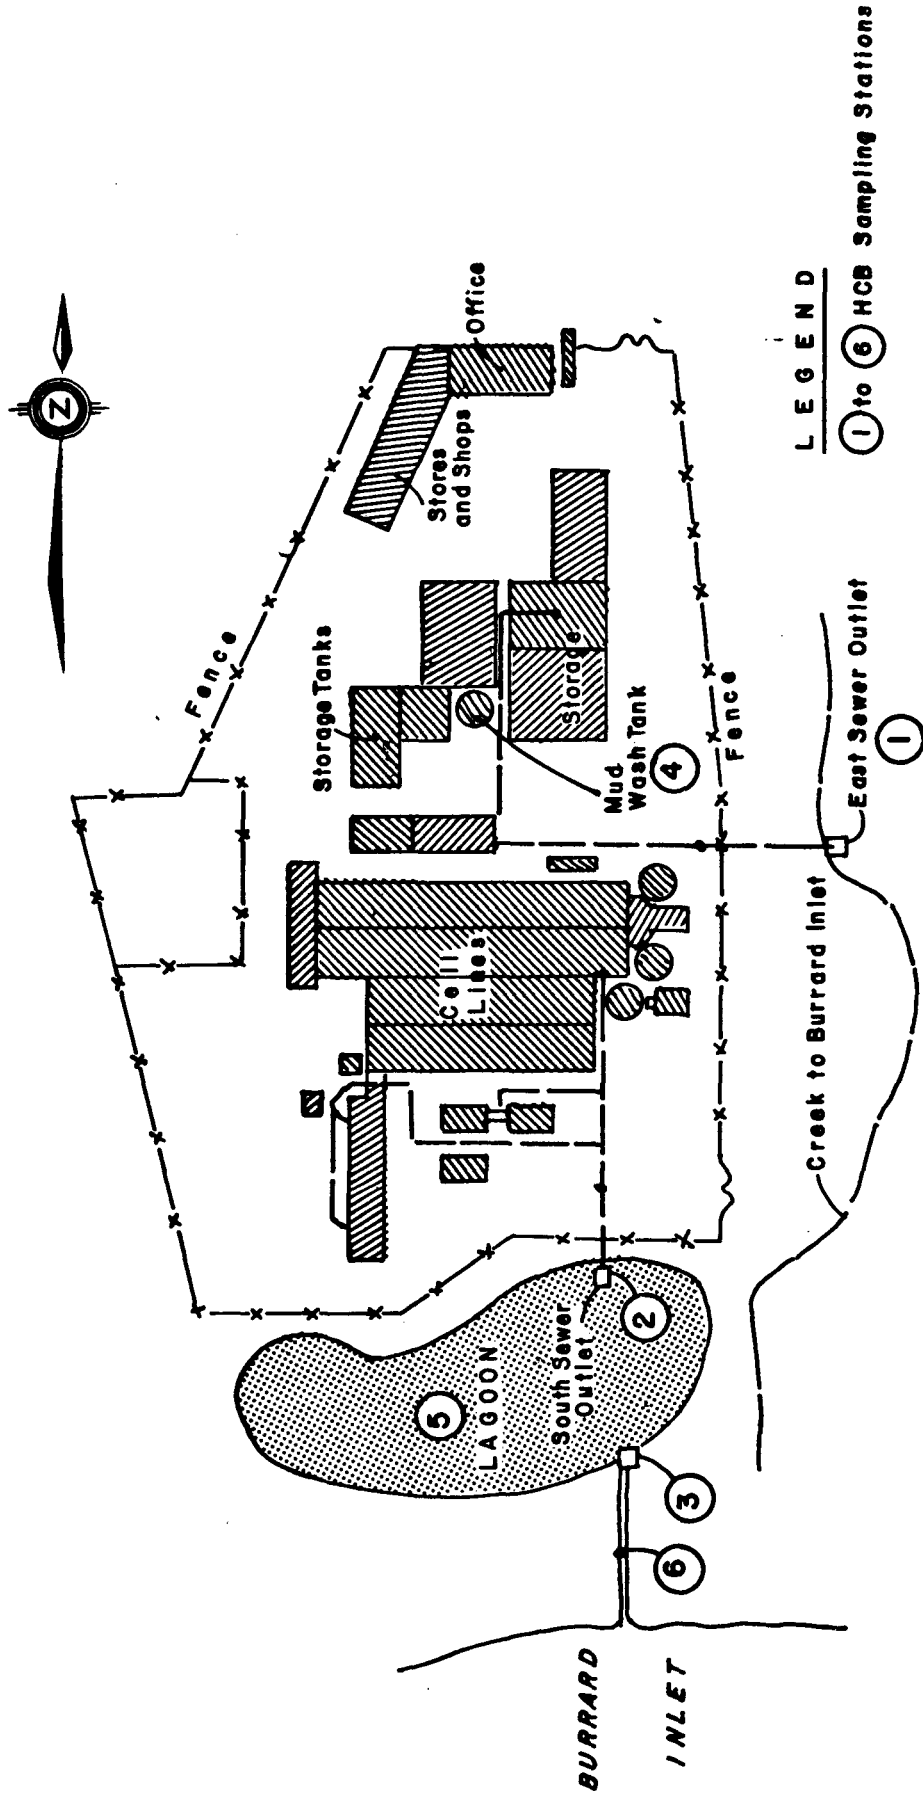 N
Fence
Storage Tanks
Stores
and Shops
Office
Mud
Wash Tank
4
Storage
Cell
Lines
Fence
LAGOON
5
South Sewer
Outlet
2
3
6
BURRARD
INLET
Creek to Burrard Inlet
East Sewer Outlet
1
LEGEND
1 to 6 HCB Sampling Stations